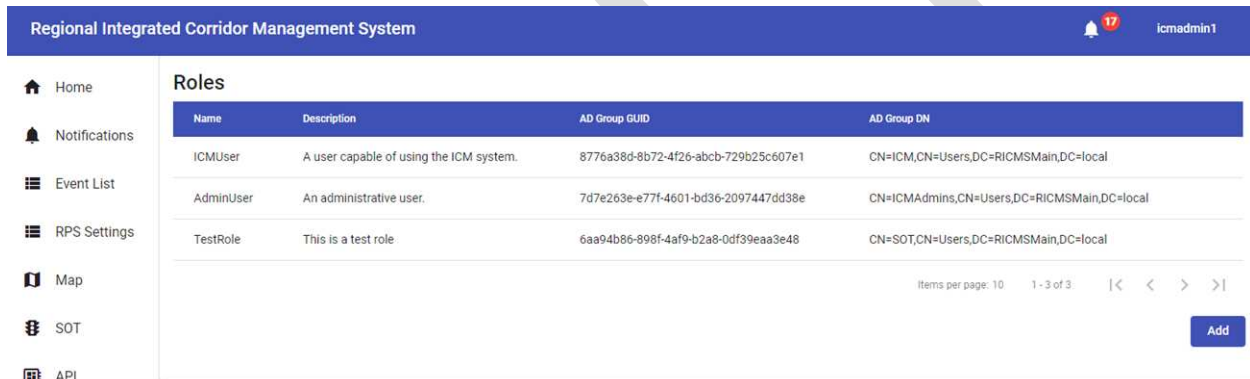 Regional Integrated Corridor Management System 17 icmadmin1
Home
Notifications
Event List
RPS Settings
Map
SOT
API
Roles
Name Description AD Group GUID AD Group DN
ICMUser A user capable of using the ICM system. 8776a38d-8b72-4f26-abcb-729b25c607e1 CN=ICM,CN=Users,DC=RICMSMain,DC=local
AdminUser An administrative user. 7d7e263e-e77f-4601-bd36-2097447dd38e CN=ICMAdmins,CN=Users,DC=RICMSMain,DC=local
TestRole This is a test role 6aa94b86-898f-4af9-b2a8-0df39eaa3e48 CN=SOT,CN=Users,DC=RICMSMain,DC=local
Items per page: 10 1 - 3 of 3
Add